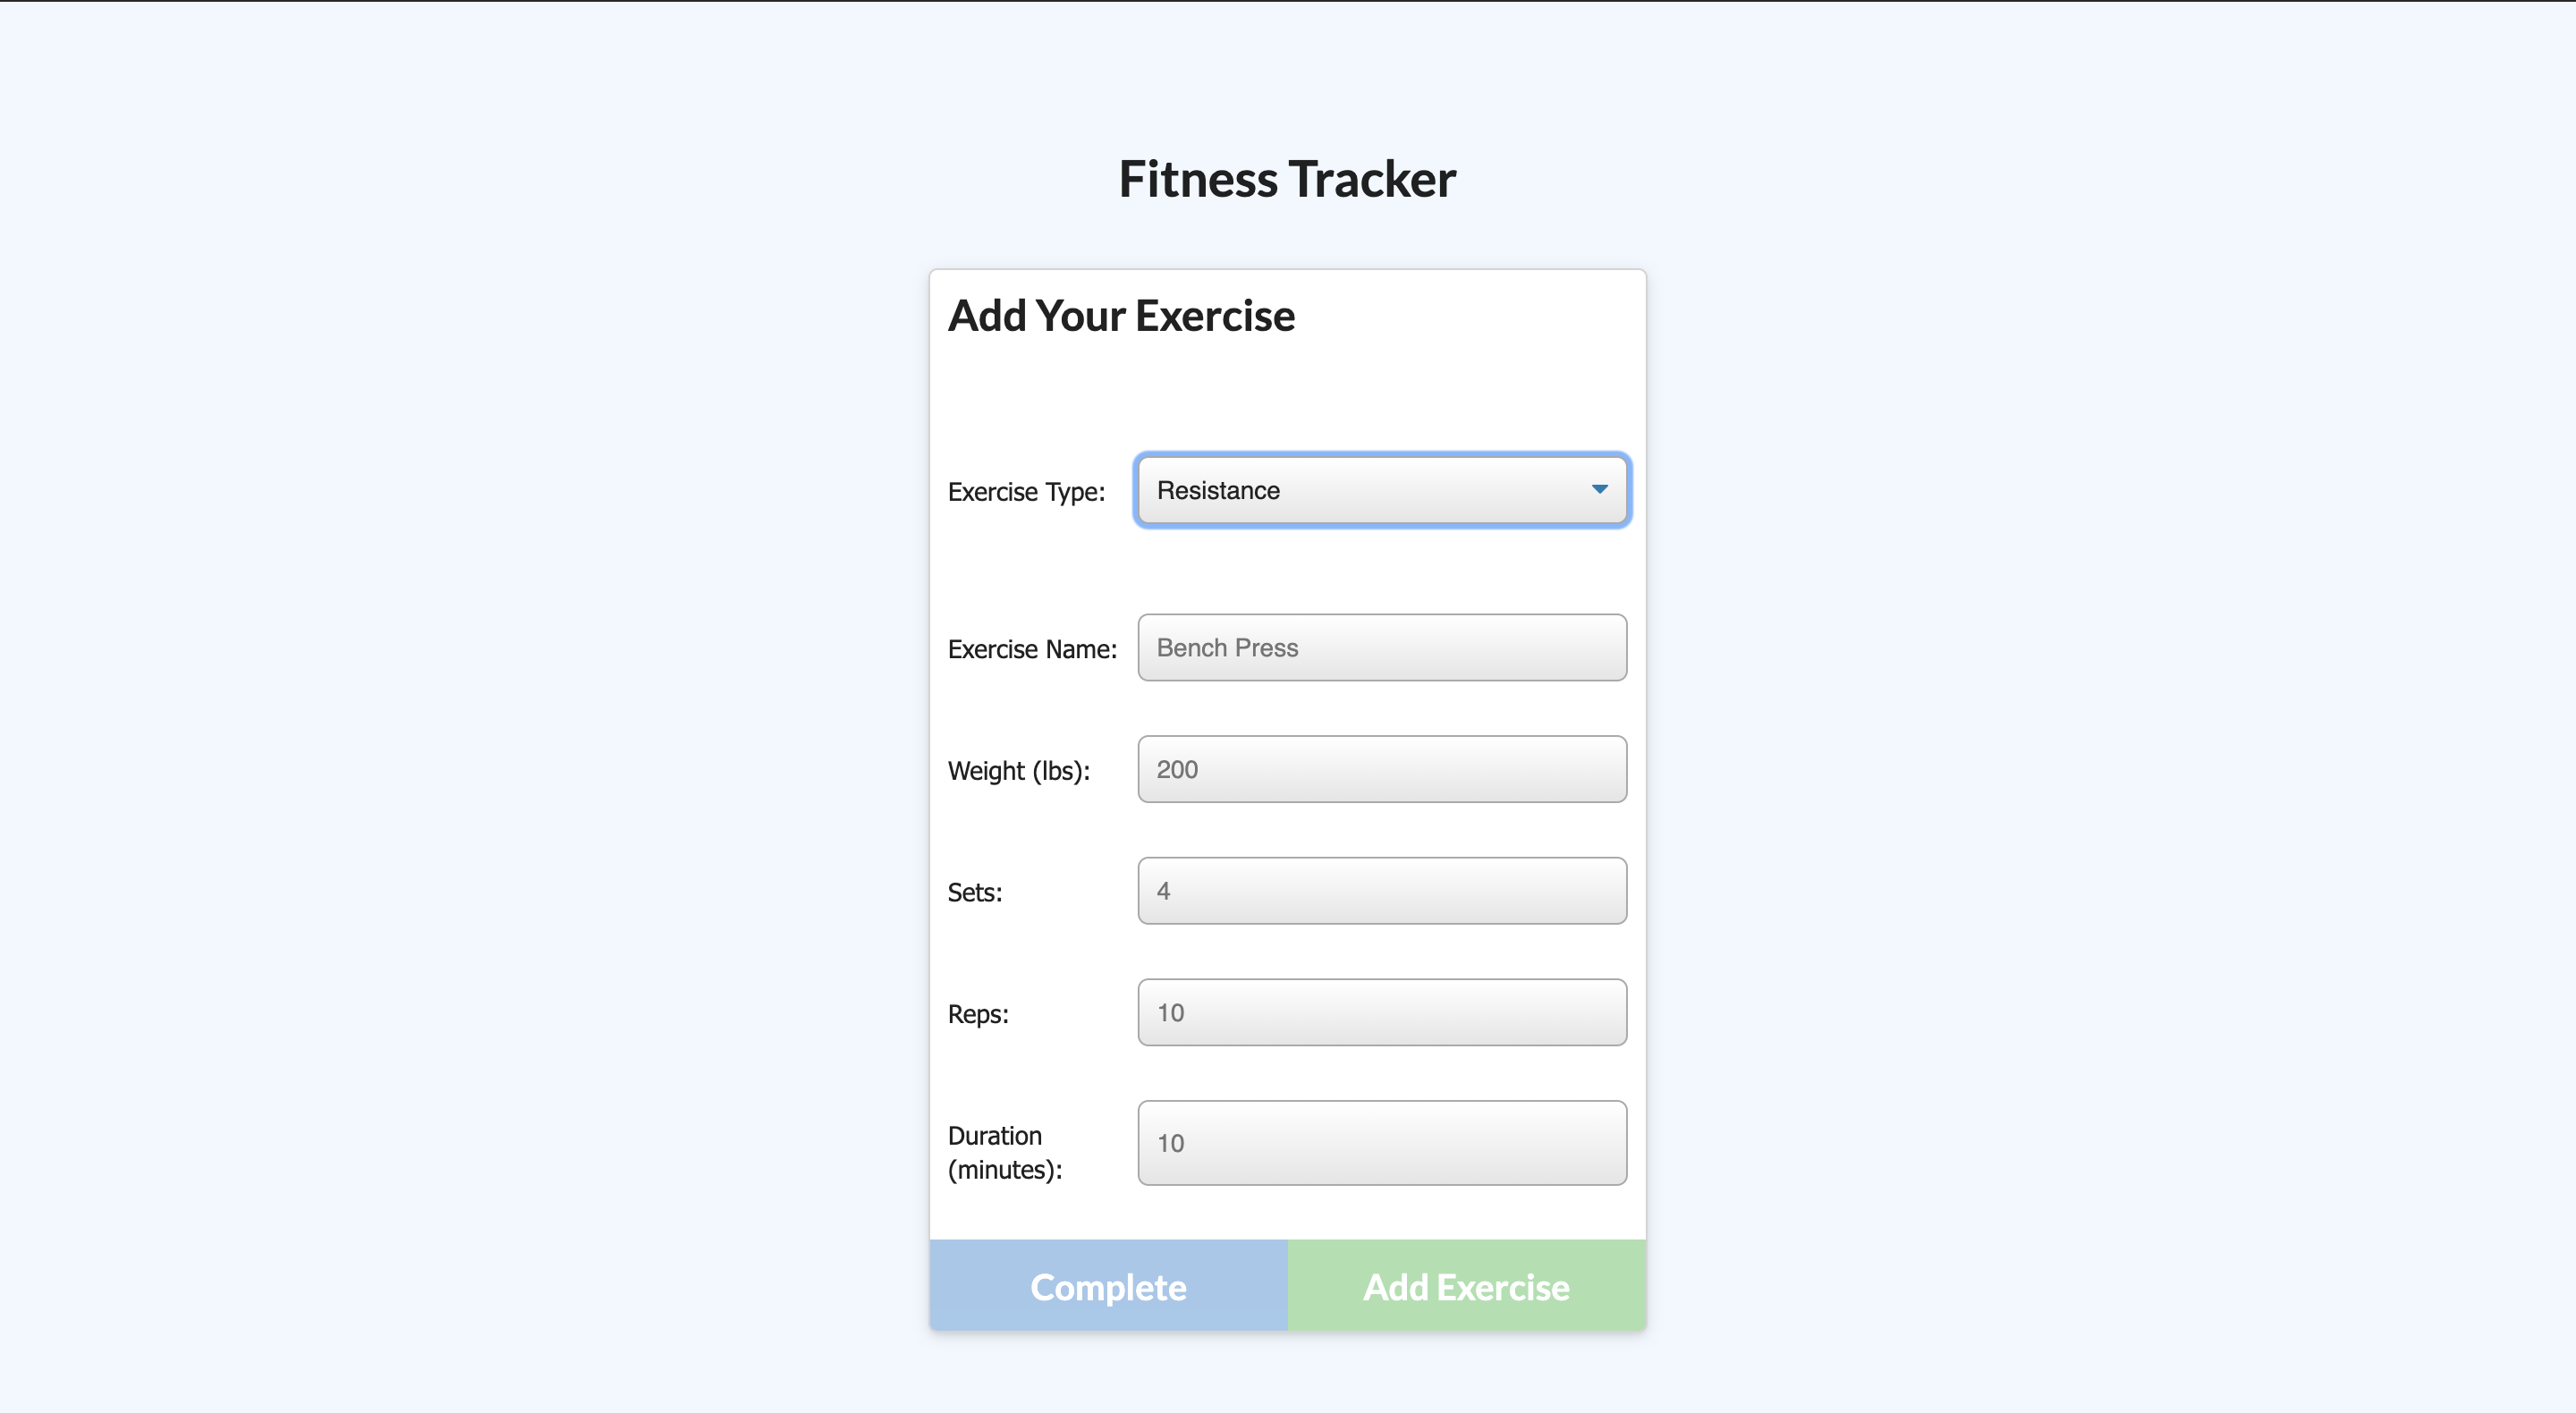 Fitness Tracker
Add Your Exercise
Exercise Type: Resistance
Exercise Name: Bench Press
Weight (lbs): 200
Sets: 4
Reps: 10
Duration
(minutes): 10
Complete Add Exercise